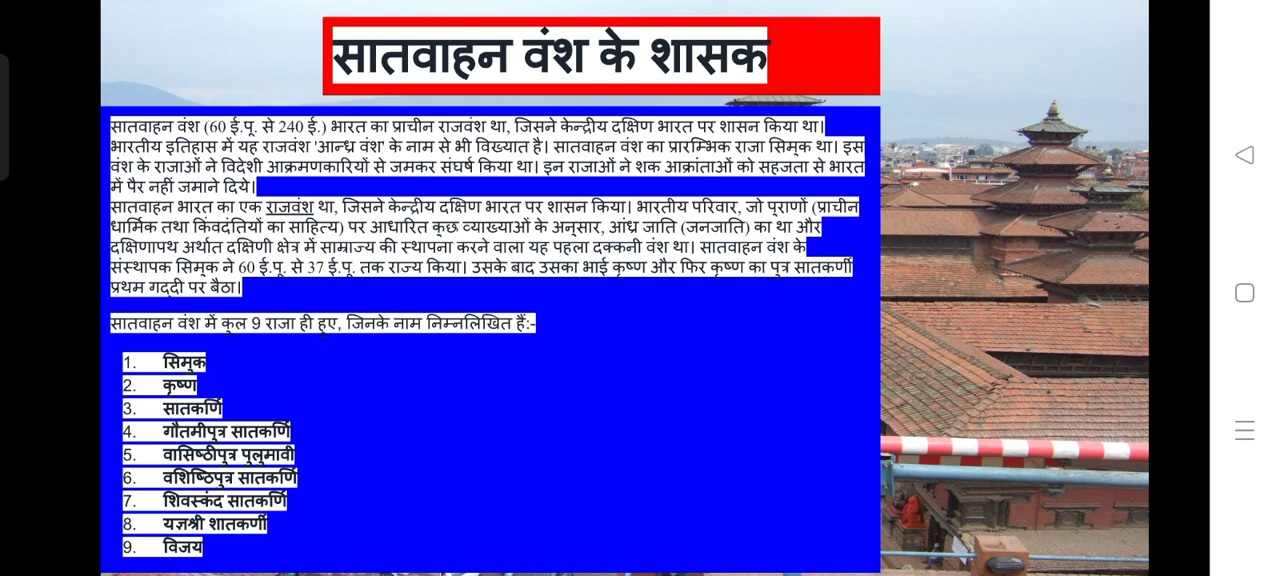 सातवाहन वंश के शासक
सातवाहन वंश (60 ई.पू. से 240 ई.) भारत का प्राचीन राजवंश था, जिसने केन्द्रीय दक्षिण भारत पर शासन किया था।
भारतीय इतिहास में यह राजवंश 'आन्ध्र वंश' के नाम से भी विख्यात है। सातवाहन वंश का प्रारम्भिक राजा सिमुक था। इस
वंश के राजाओं ने विदेशी आक्रमणकारियों से जमकर संघर्ष किया था। इन राजाओं ने शक आक्रांताओं को सहजता से भारत
में पैर नहीं जमाने दिये।
सातवाहन भारत का एक राजवंश था, जिसने केन्द्रीय दक्षिण भारत पर शासन किया। भारतीय परिवार, जो पुराणों (प्राचीन
धार्मिक तथा किंवदंतियों का साहित्य) पर आधारित कुछ व्याख्याओं के अनुसार, आंध्र जाति (जनजाति) का था और
दक्षिणापथ अर्थात दक्षिणी क्षेत्र में साम्राज्य की स्थापना करने वाला यह पहला दक्कनी वंश था। सातवाहन वंश के
संस्थापक सिमुक ने 60 ई.पू. से 37 ई.पू. तक राज्य किया। उसके बाद उसका भाई कृष्ण और फिर कृष्ण का पुत्र सातकर्णी
प्रथम गद्दी पर बैठा।
सातवाहन वंश में कुल 9 राजा ही हुए, जिनके नाम निम्नलिखित हैं:-
1. सिमुक
2. कृष्ण
3. सातकर्णि
4. गौतमीपुत्र सातकर्णि
5. वासिष्ठीपुत्र पुलुमावी
6. वशिष्ठिपुत्र सातकर्णि
7. शिवस्कंद सातकर्णि
8. यज्ञश्री शातकर्णी
9. विजय